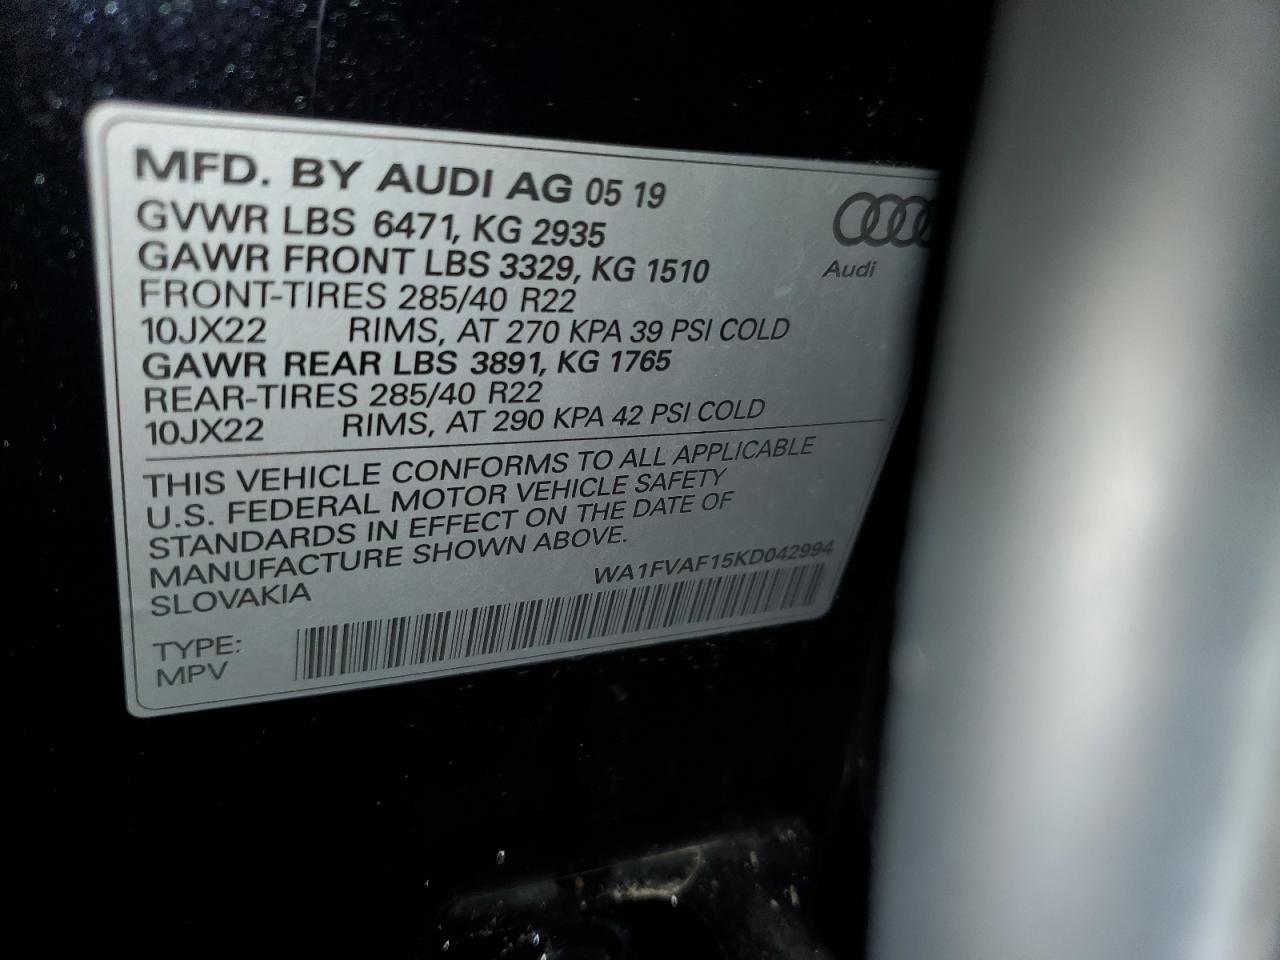 MFD. BY AUDI AG 05 19
GVWR LBS 6471, KG 2935
GAWR FRONT LBS 3329, KG 1510
FRONT-TIRES 285/40 R22
10JX22 RIMS, AT 270 KPA 39 PSI COLD
GAWR REAR LBS 3891, KG 1765
REAR-TIRES 285/40 R22
10JX22 RIMS, AT 290 KPA 42 PSI COLD
Audi
THIS VEHICLE CONFORMS TO ALL APPLICABLE
U.S. FEDERAL MOTOR VEHICLE SAFETY
STANDARDS IN EFFECT ON THE DATE OF
MANUFACTURE SHOWN ABOVE.
SLOVAKIA
WA1FVAF15KD042994
TYPE:
MPV